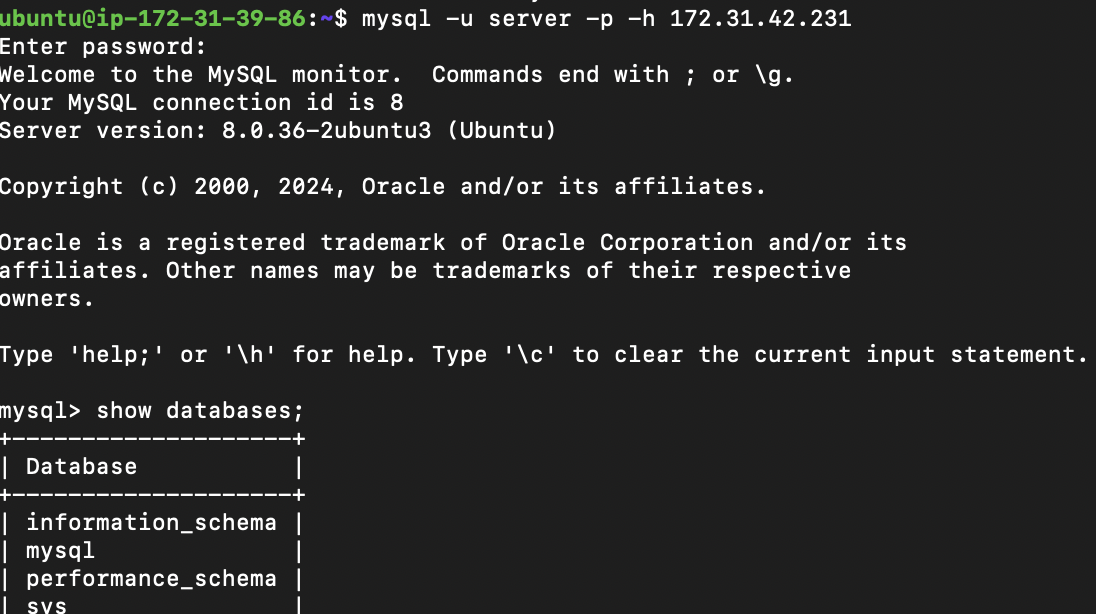 ubuntu@ip-172-31-39-86:~$ mysql -u server -p -h 172.31.42.231
Enter password:
Welcome to the MySQL monitor.  Commands end with ; or \g.
Your MySQL connection id is 8
Server version: 8.0.36-2ubuntu3 (Ubuntu)

Copyright (c) 2000, 2024, Oracle and/or its affiliates.

Oracle is a registered trademark of Oracle Corporation and/or its
affiliates. Other names may be trademarks of their respective
owners.

Type 'help;' or '\h' for help. Type '\c' to clear the current input statement.

mysql> show databases;
+--------------------+
| Database           |
+--------------------+
| information_schema |
| mysql              |
| performance_schema |
| sys                |